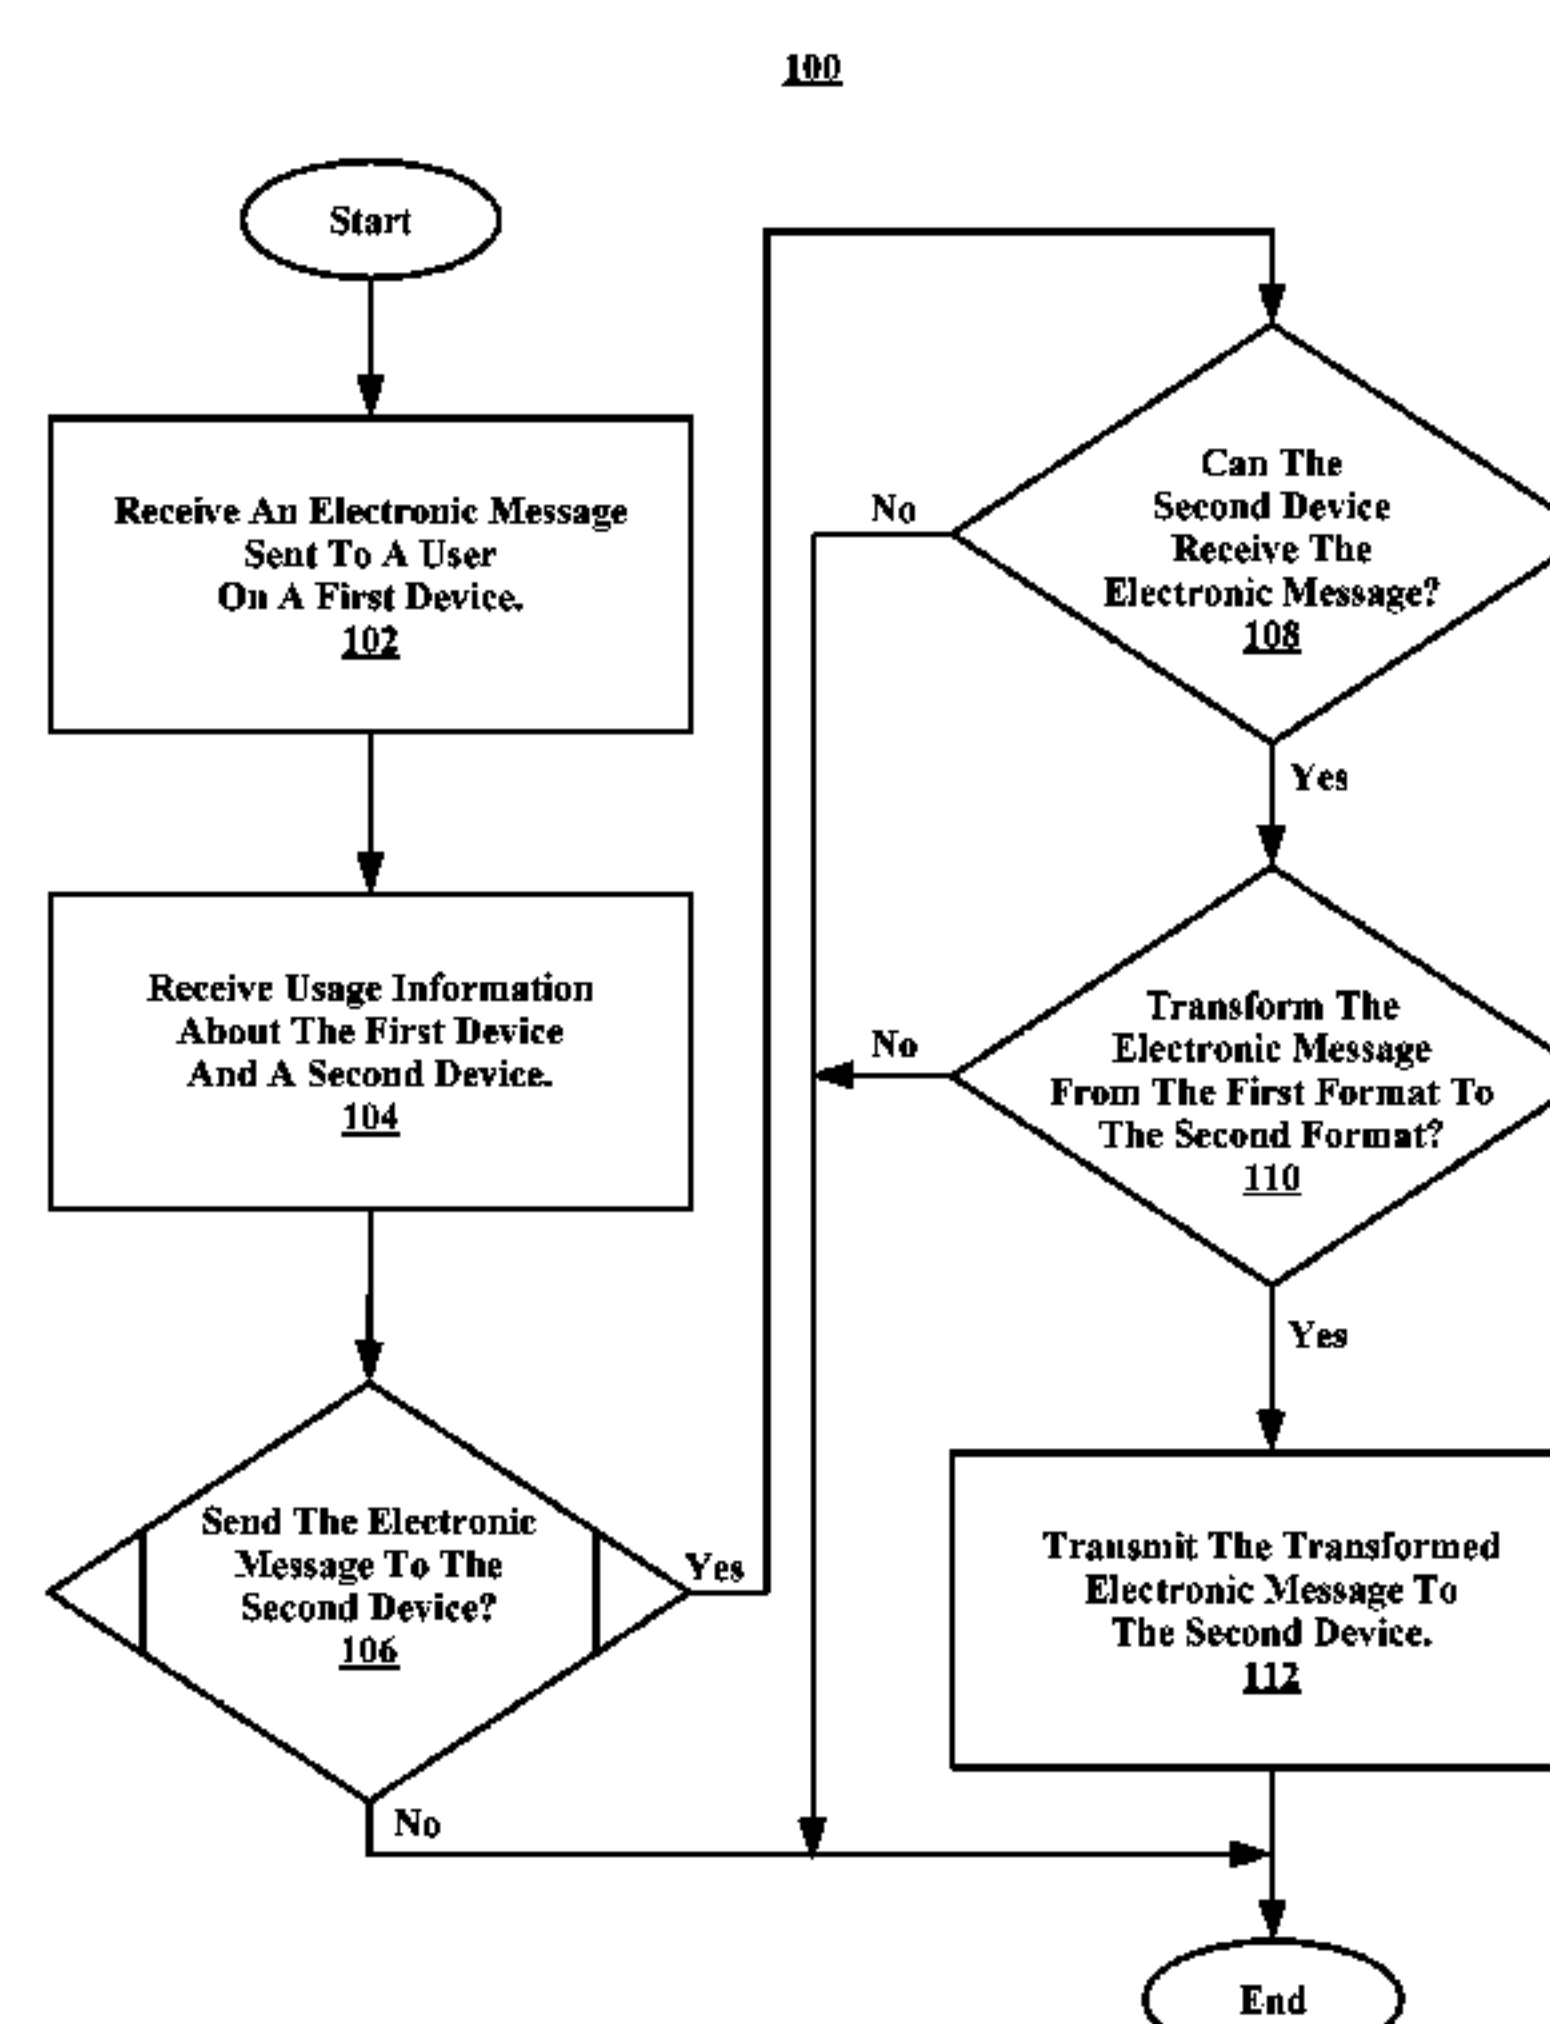 100
Start
Receive An Electronic Message
Sent To A User
On A First Device.
102
Receive Usage Information
About The First Device
And A Second Device.
104
Send The Electronic
Message To The
Second Device?
106
Yes
No
Can The
Second Device
Receive The
Electronic Message?
108
No
Yes
Transform The
Electronic Message
From The First Format To
The Second Format?
110
No
Yes
Transmit The Transformed
Electronic Message To
The Second Device.
112
End